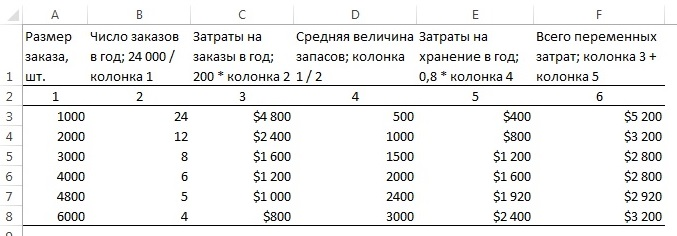 A B C D E F
Размер Число заказов Затраты на Средняя величина Затраты на Всего переменных
заказа, в год; 24 000 / заказы в год; запасов; колонка хранение в год; затрат; колонка 3 +
1 шт. колонка 1 200 * колонка 2 1 / 2 0,8 * колонка 4 колонка 5
2 1 2 3 4 5 6
3 1000 24 $4 800 500 $400 $5 200
4 2000 12 $2 400 1000 $800 $3 200
5 3000 8 $1 600 1500 $1 200 $2 800
6 4000 6 $1 200 2000 $1 600 $2 800
7 4800 5 $1 000 2400 $1 920 $2 920
8 6000 4 $800 3000 $2 400 $3 200